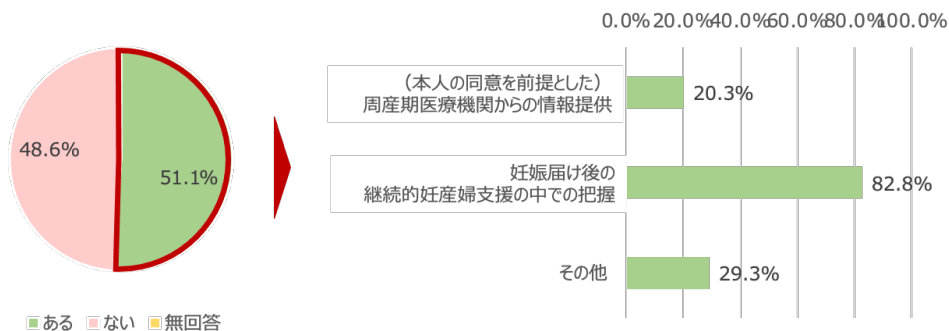 48.6%
51.1%
ある ない 無回答
0.0% 20.0% 40.0% 60.0% 80.0% 100.0%
（本人の同意を前提とした）
周産期医療機関からの情報提供
20.3%
妊娠届け後の
継続的妊産婦支援の中での把握
82.8%
その他
29.3%